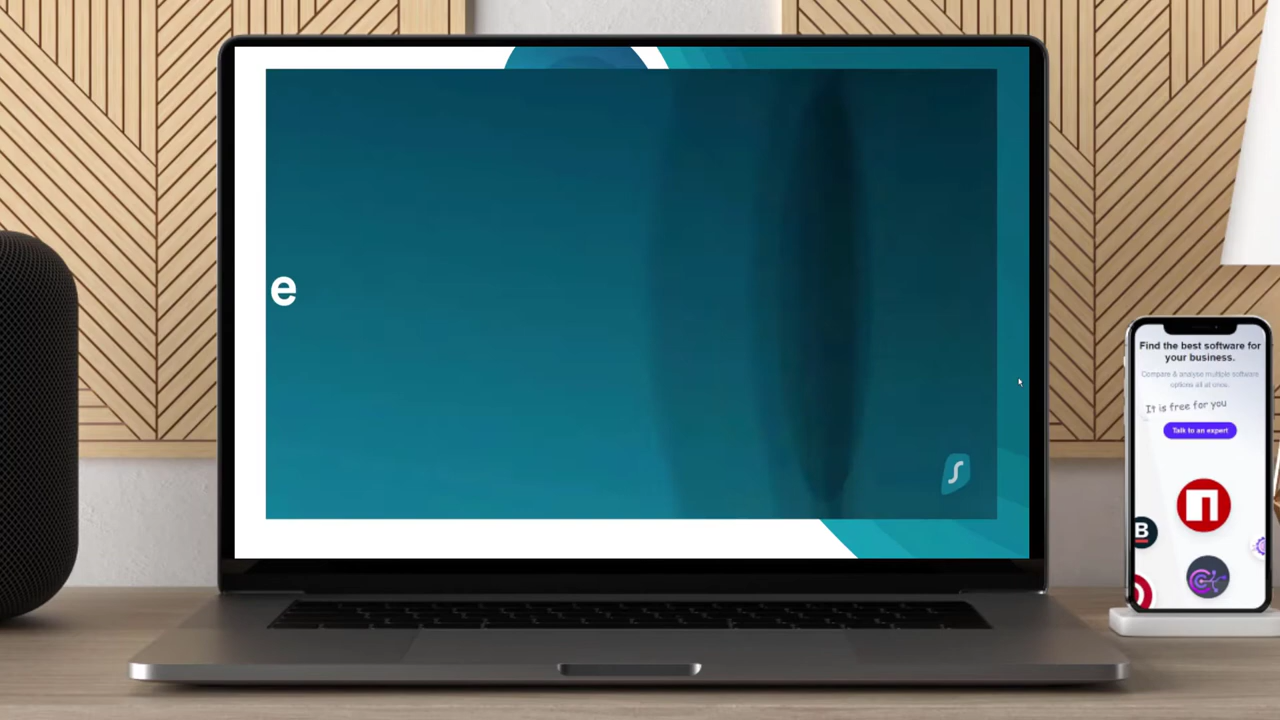 e
Find the best software for
your business.
Compare & analyse multiple software
options all at once.
It is free for you
Talk to an expert
B